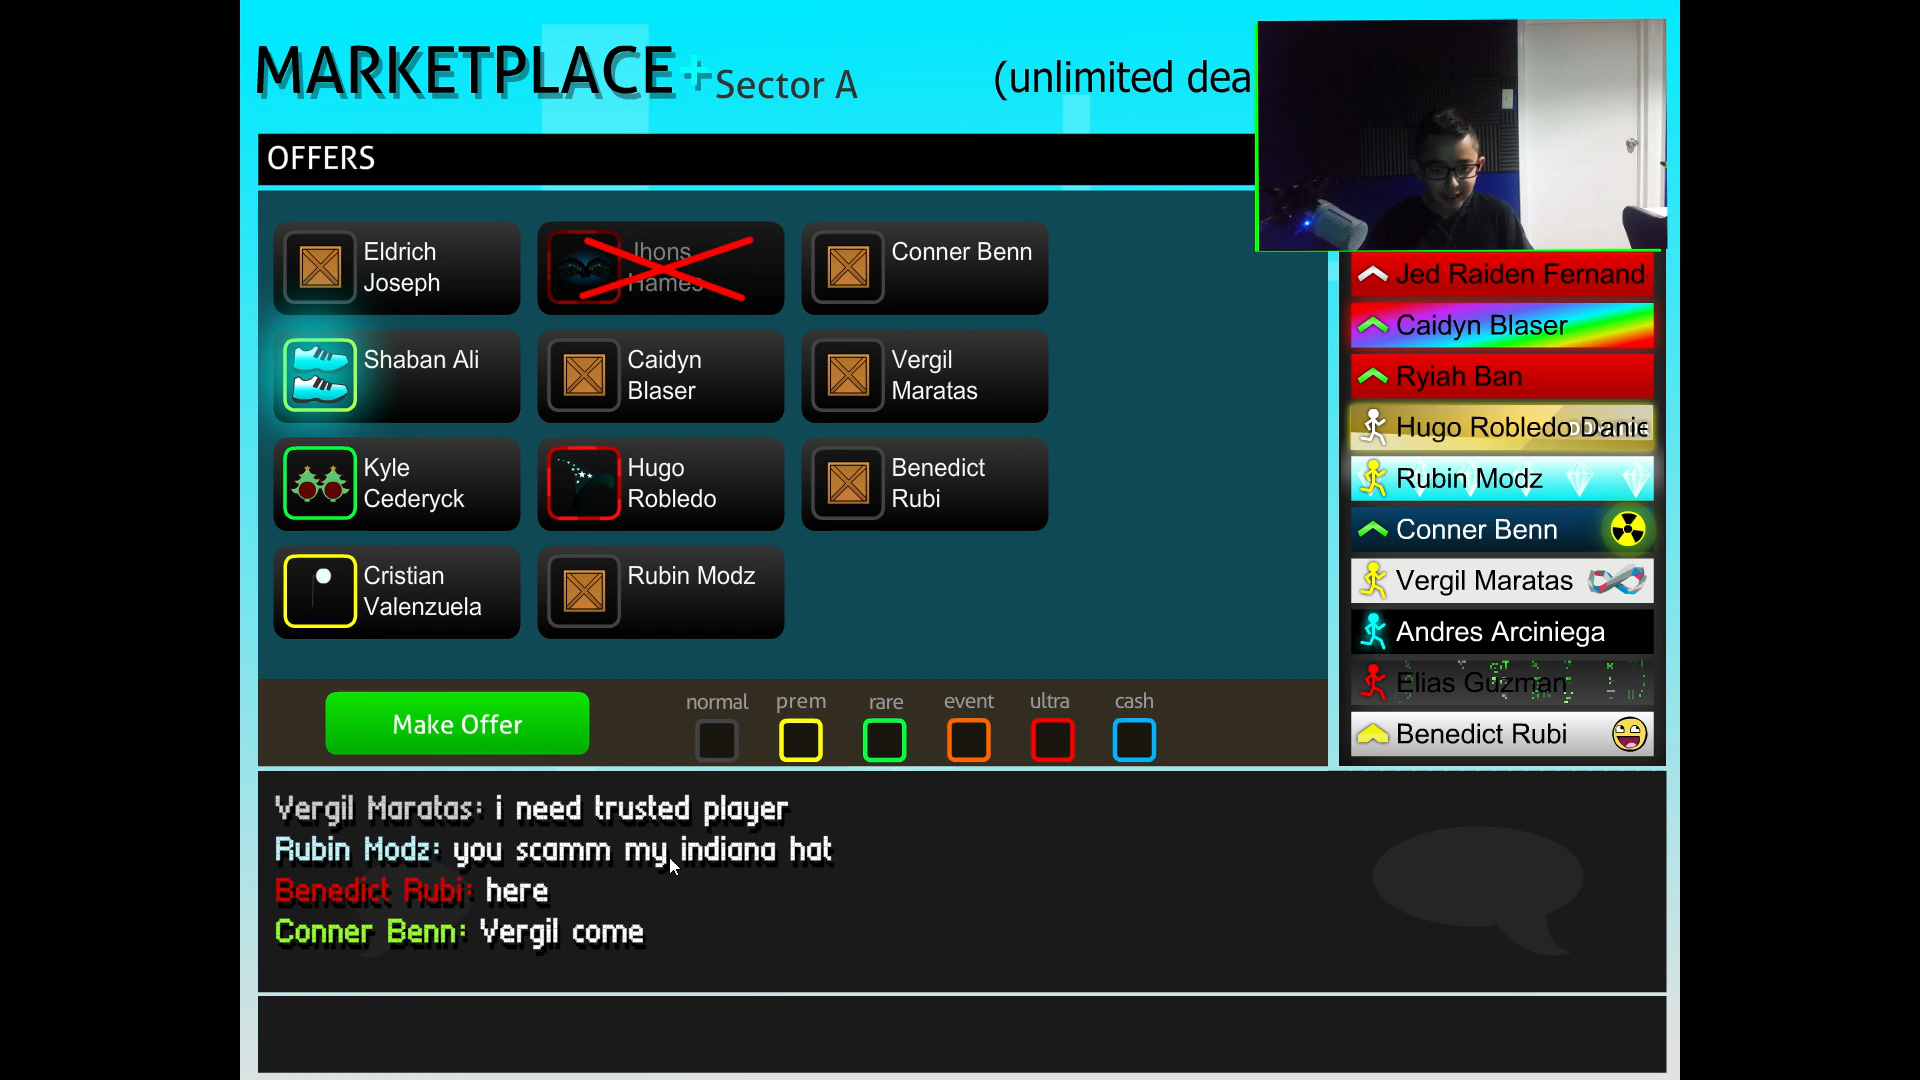 MARKETPLACE+ Sector A (unlimited dea
OFFERS
Eldrich
Joseph
Jhons
Hames
Conner Benn
Shaban Ali
Caidyn
Blaser
Vergil
Maratas
Kyle
Cederyck
Hugo
Robledo
Benedict
Rubi
Cristian
Valenzuela
Rubin Modz
Make Offer
normal prem rare event ultra cash
Jed Raiden Fernand
Caidyn Blaser
Ryiah Ban
Hugo Robledo Danie
Rubin Modz
Conner Benn
Vergil Maratas
Andres Arciniega
Elias Guzman
Benedict Rubi
Vergil Maratas: i need trusted player
Rubin Modz: you scamm my indiana hat
Benedict Rubi: here
Conner Benn: Vergil come